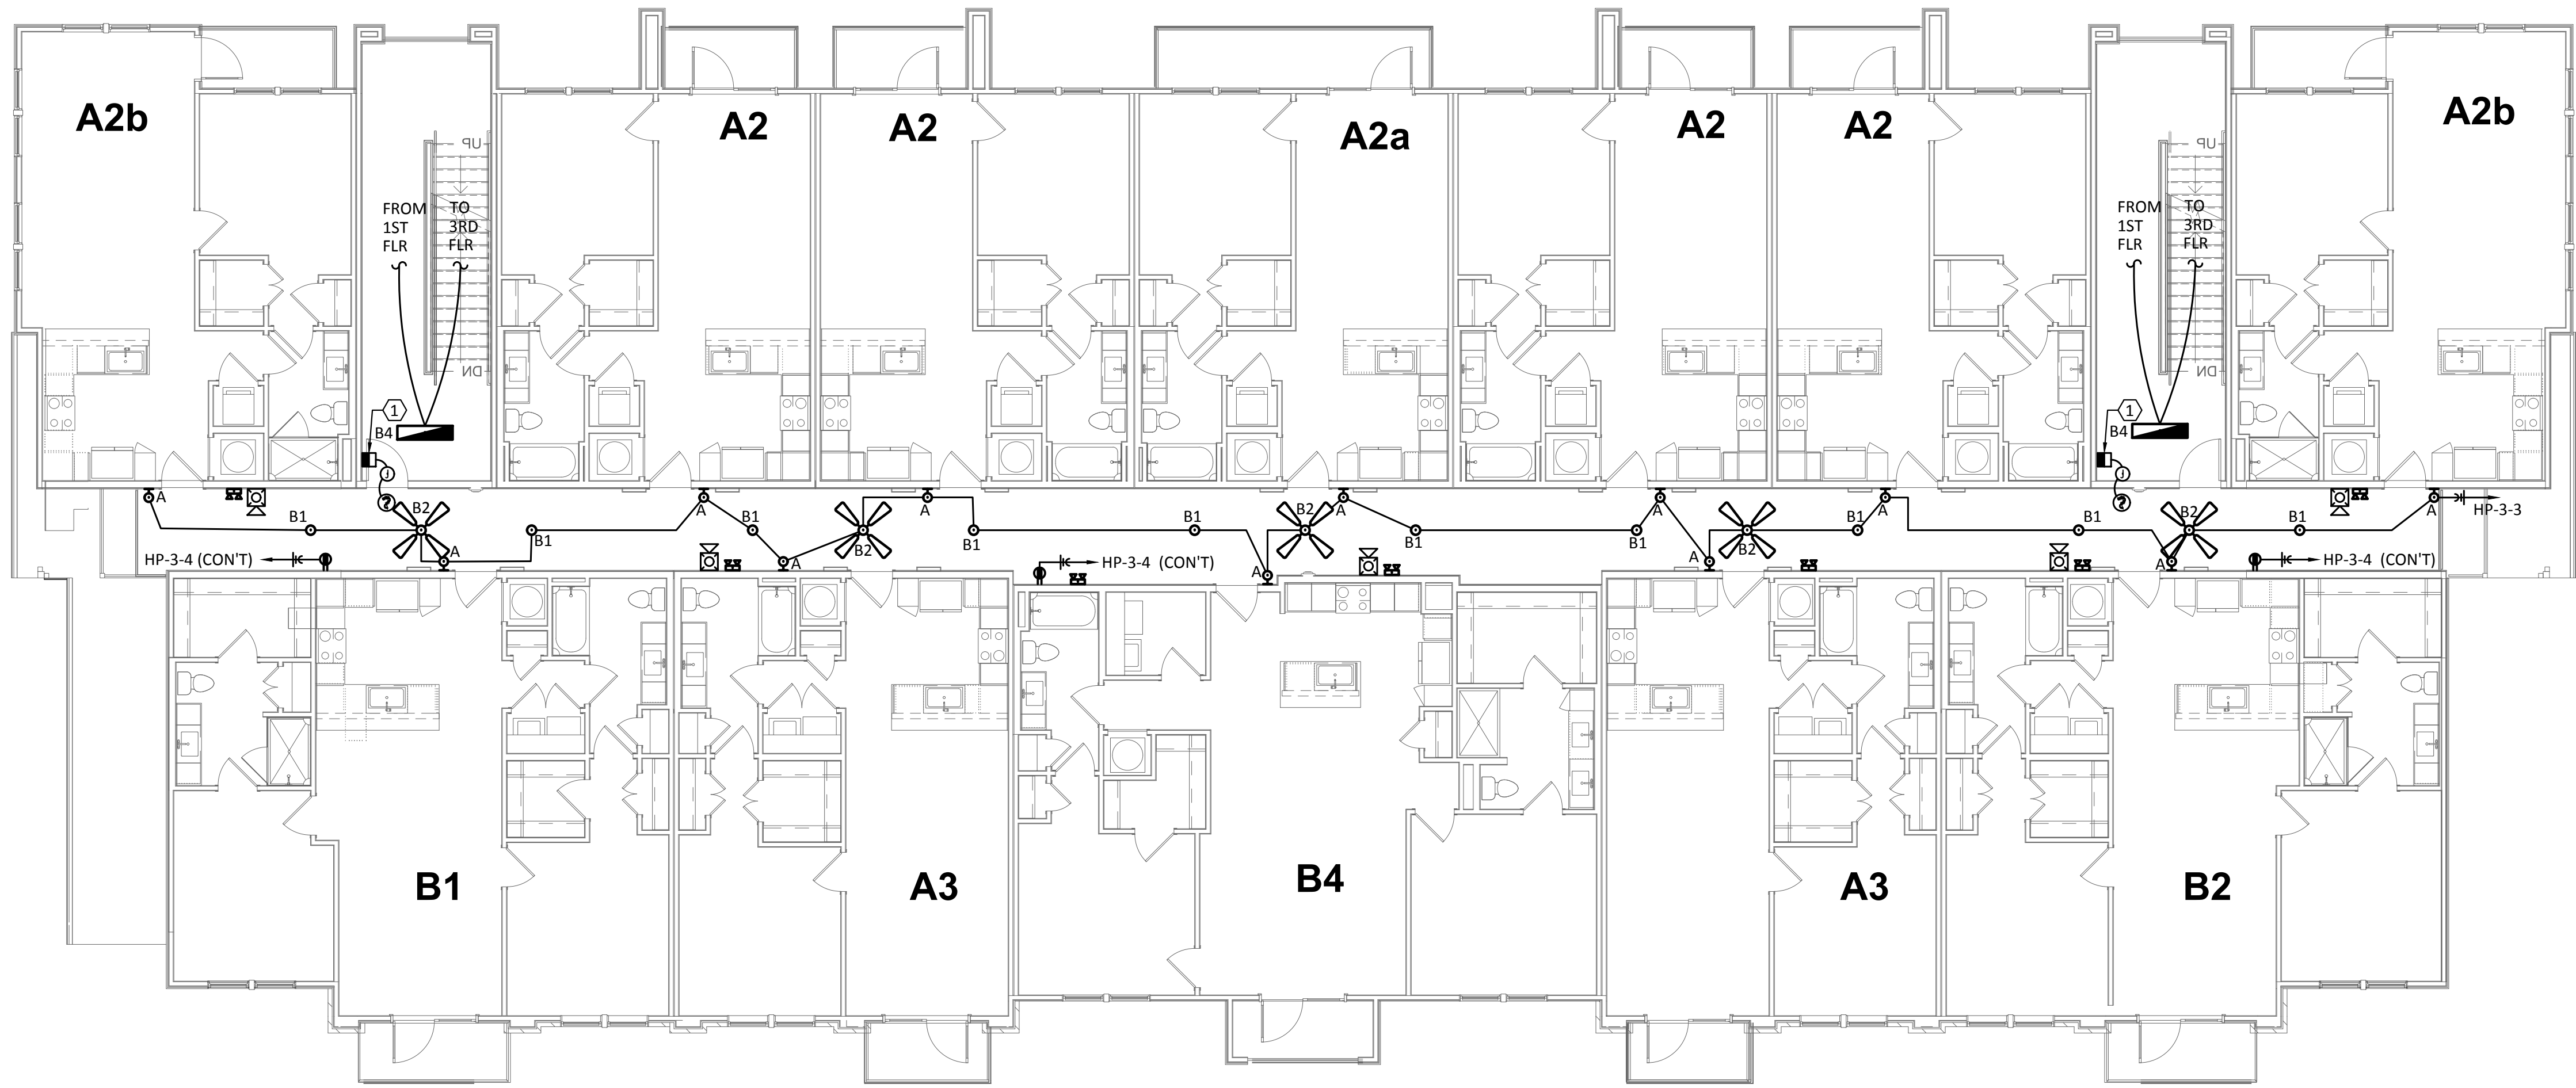 A2b
A2
A2
A2a
A2
A2
A2b
UP
UP
FROM
1ST
FLR
TO
3RD
FLR
FROM
1ST
FLR
TO
3RD
FLR
DN
DN
1
B4
1
B4
A
A
A
A
A
A
A
B1
B2
B1
B1
B2
B1
B1
B2
B1
B1
B2
B1
B1
B2
B1
HP-3-3
A
A
A
A
A
HP-3-4 (CON'T)
HP-3-4 (CON'T)
HP-3-4 (CON'T)
B1
A3
B4
A3
B2